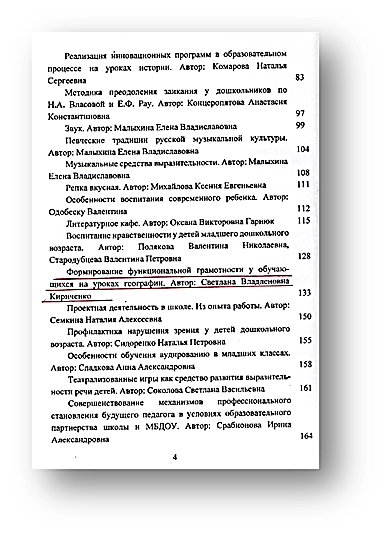 Реализация инновационных программ в образовательном
процессе на уроках истории. Автор: Комарова Наталья
Сергеевна 83
Методика преодоления заикания у дошкольников по
Н.А. Власовой и Е.Ф. Рау. Автор: Концеропятова Анастасия
Константиновна 97
Звук. Автор: Малыхина Елена Владиславовна 99
Певческие традиции русской музыкальной культуры.
Автор: Малыхина Елена Владиславовна 104
Музыкальные средства выразительности. Автор: Малыхина
Елена Владиславовна 108
Репка вкусная. Автор: Михайлова Ксения Евгеньевна 111
Особенности воспитания современного ребенка. Автор:
Одобеску Валентина 112
Литературное кафе. Автор: Оксана Викторовна Гарнюк 115
Воспитание нравственности у детей младшего дошкольного
возраста. Автор: Полякова Валентина Николаевна,
Стародубцева Валентина Петровна 128
Формирование функциональной грамотности у обучаю-
щихся на уроках географии. Автор: Светлана Владленовна
Кириченко 133
Проектная деятельность в школе. Из опыта работы. Автор:
Семкина Наталия Алексеевна 150
Профилактика нарушения зрения у детей дошкольного
возраста. Автор: Сидоренко Наталья Петровна 155
Особенности обучения аудированию в младших классах.
Автор: Сладкова Анна Александровна 158
Театрализованные игры как средство развития выразитель-
ности речи детей. Автор: Соколова Светлана Васильевна 161
Совершенствование механизмов профессионального
становления будущего педагога в условиях образовательного
партнерства школы и МБДОУ. Автор: Срабионова Ирина
Александровна 164
4